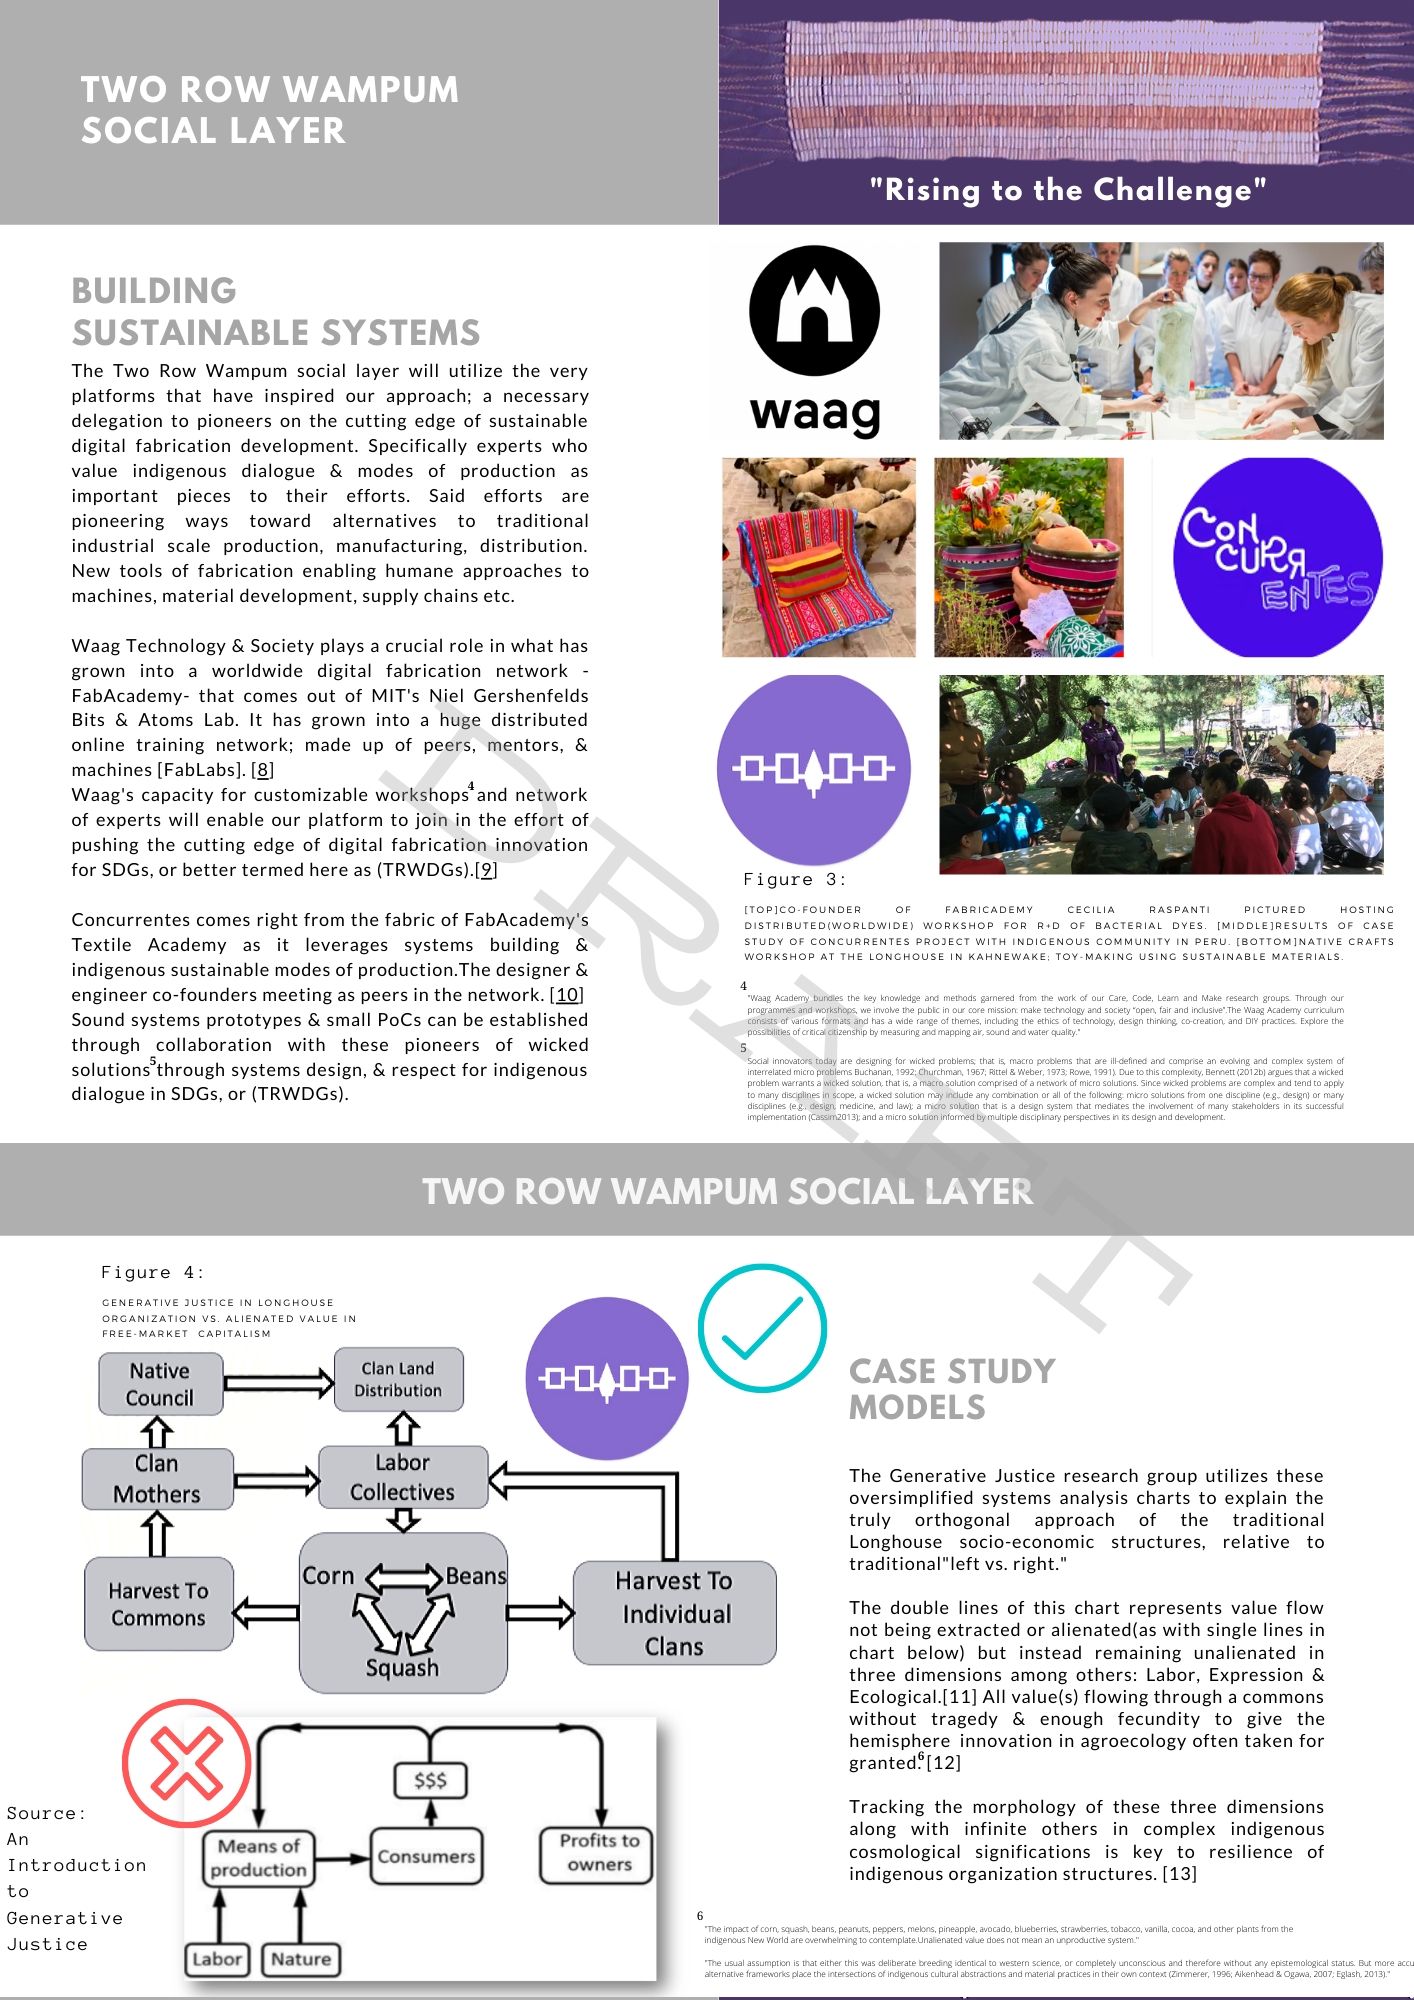 TWO ROW WAMPUM
SOCIAL LAYER
"Rising to the Challenge"
BUILDING
SUSTAINABLE SYSTEMS
The Two Row Wampum social layer will utilize the very
platforms that have inspired our approach; a necessary
delegation to pioneers on the cutting edge of sustainable
digital fabrication development. Specifically experts who
value indigenous dialogue & modes of production as
important pieces to their efforts. Said efforts are
pioneering ways toward alternatives to traditional
industrial scale production, manufacturing, distribution.
New tools of fabrication enabling humane approaches to
machines, material development, supply chains etc.
Waag Technology & Society plays a crucial role in what has
grown into a worldwide digital fabrication network -
FabAcademy- that comes out of MIT's Niel Gershenfelds
Bits & Atoms Lab. It has grown into a huge distributed
online training network; made up of peers, mentors, &
machines [FabLabs]. [8]
Waag's capacity for customizable workshops4 and network
of experts will enable our platform to join in the effort of
pushing the cutting edge of digital fabrication innovation
for SDGs, or better termed here as (TRWDGs).[9]
Concurrentes comes right from the fabric of FabAcademy's
Textile Academy as it leverages systems building &
indigenous sustainable modes of production.The designer &
engineer co-founders meeting as peers in the network. [10]
Sound systems prototypes & small PoCs can be established
through collaboration with these pioneers of wicked
solutions5 through systems design, & respect for indigenous
dialogue in SDGs, or (TRWDGs).
waag
CONCURRENTES
Figure 3:
[TOP]CO-FOUNDER OF FABRICADEMY CECILIA RASPANTI PICTURED HOSTING
DISTRIBUTED(WORLDWIDE) WORKSHOP FOR R+D OF BACTERIAL DYES. [MIDDLE]RESULTS OF CASE
STUDY OF CONCURRENTES PROJECT WITH INDIGENOUS COMMUNITY IN PERU. [BOTTOM]NATIVE CRAFTS
WORKSHOP AT THE LONGHOUSE IN KAHNEWAKE; TOY-MAKING USING SUSTAINABLE MATERIALS.
4
"Waag Academy bundles the key knowledge and methods garnered from the work of our Care, Code, Learn and Make research groups. Through our
programmes and workshops, we involve the public in our core mission: make technology and society "open, fair and inclusive".The Waag Academy curriculum
consists of various formats and has a wide range of themes, including the ethics of technology, design thinking, co-creation, and DIY practices. Explore the
possibilities of critical citizenship by measuring and mapping air, sound and water quality."
5
Social innovators today are designing for wicked problems; that is, macro problems that are ill-defined and comprise an evolving and complex system of
interrelated micro problems Buchanan, 1992; Churchman, 1967; Rittel & Weber, 1973; Rowe, 1991). Due to this complexity, Bennett (2012b) argues that a wicked
problem warrants a wicked solution, that is, a macro solution comprised of a network of micro solutions. Since wicked problems are complex and tend to apply
to many disciplines in scope, a wicked solution may include any combination or all of the following: micro solutions from one discipline (e.g., design) or many
disciplines (e.g., design, medicine, and law); a micro solution that is a design system that mediates the involvement of many stakeholders in its successful
implementation (Cassim2013); and a micro solution informed by multiple disciplinary perspectives in its design and development.
DRAFT
TWO ROW WAMPUM SOCIAL LAYER
Figure 4:
GENERATIVE JUSTICE IN LONGHOUSE
ORGANIZATION VS. ALIENATED VALUE IN
FREE-MARKET CAPITALISM
Native
Council
Clan Land
Distribution
Clan
Mothers
Labor
Collectives
Harvest To
Commons
Corn
Beans
Squash
Harvest To
Individual
Clans
$$$
Means of
production
Consumers
Profits to
owners
Labor
Nature
Source:
An
Introduction
to
Generative
Justice
CASE STUDY
MODELS
The Generative Justice research group utilizes these
oversimplified systems analysis charts to explain the
truly orthogonal approach of the traditional
Longhouse socio-economic structures, relative to
traditional"left vs. right."
The double lines of this chart represents value flow
not being extracted or alienated(as with single lines in
chart below) but instead remaining unalienated in
three dimensions among others: Labor, Expression &
Ecological.[11] All value(s) flowing through a commons
without tragedy & enough fecundity to give the
hemisphere innovation in agroecology often taken for
granted.6[12]
Tracking the morphology of these three dimensions
along with infinite others in complex indigenous
cosmological significations is key to resilience of
indigenous organization structures. [13]
6
"The impact of corn, squash, beans, peanuts, peppers, melons, pineapple, avocado, blueberries, strawberries, tobacco, vanilla, cocoa, and other plants from the
indigenous New World are overwhelming to contemplate.Unalienated value does not mean an unproductive system."
"The usual assumption is that either this was deliberate breeding identical to western science, or completely unconscious and therefore without any epistemological status. But more accu
alternative frameworks place the intersections of indigenous cultural abstractions and material practices in their own context (Zimmerer, 1996; Aikenhead & Ogawa, 2007; Eglash, 2013)."